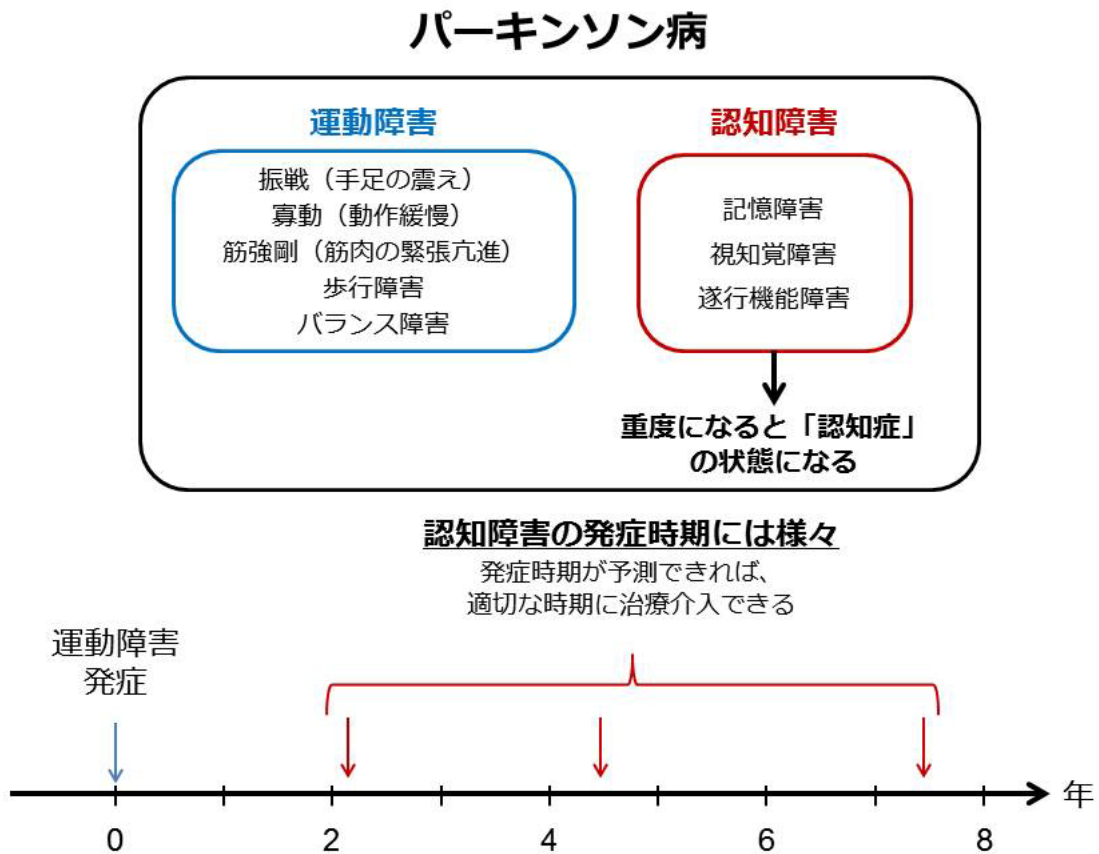 パーキンソン病
運動障害
振戦（手足の震え）
寡動（動作緩慢）
筋強剛（筋肉の緊張亢進）
歩行障害
バランス障害
認知障害
記憶障害
視知覚障害
遂行機能障害
重度になると「認知症」
の状態になる
認知障害の発症時期には様々
発症時期が予測できれば、
適切な時期に治療介入できる
運動障害
発症
年
0 2 4 6 8